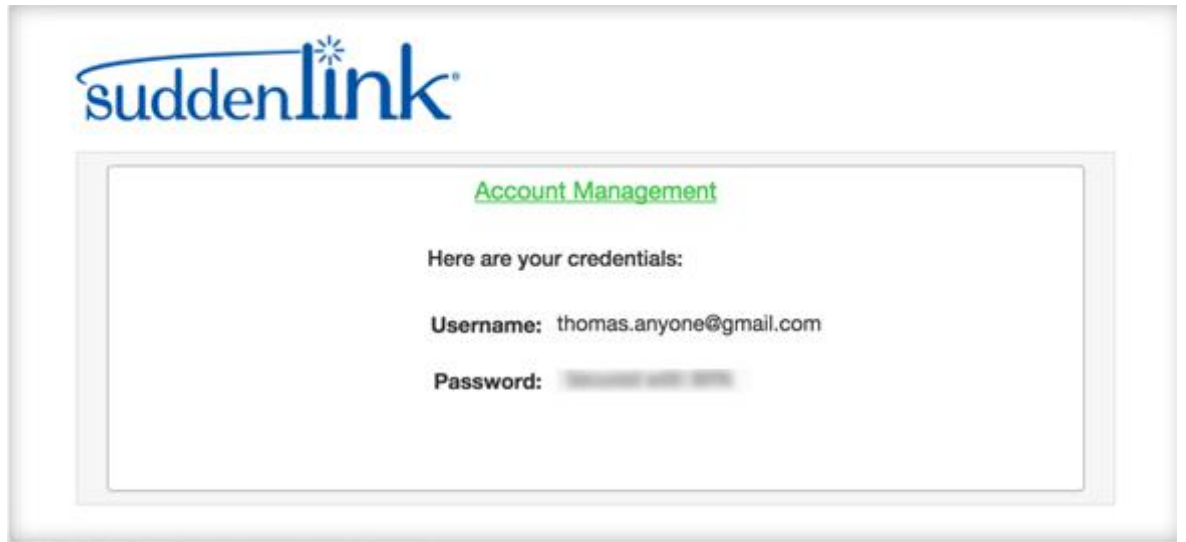 suddenlink
Account Management
Here are your credentials:
Username: thomas.anyone@gmail.com
Password: